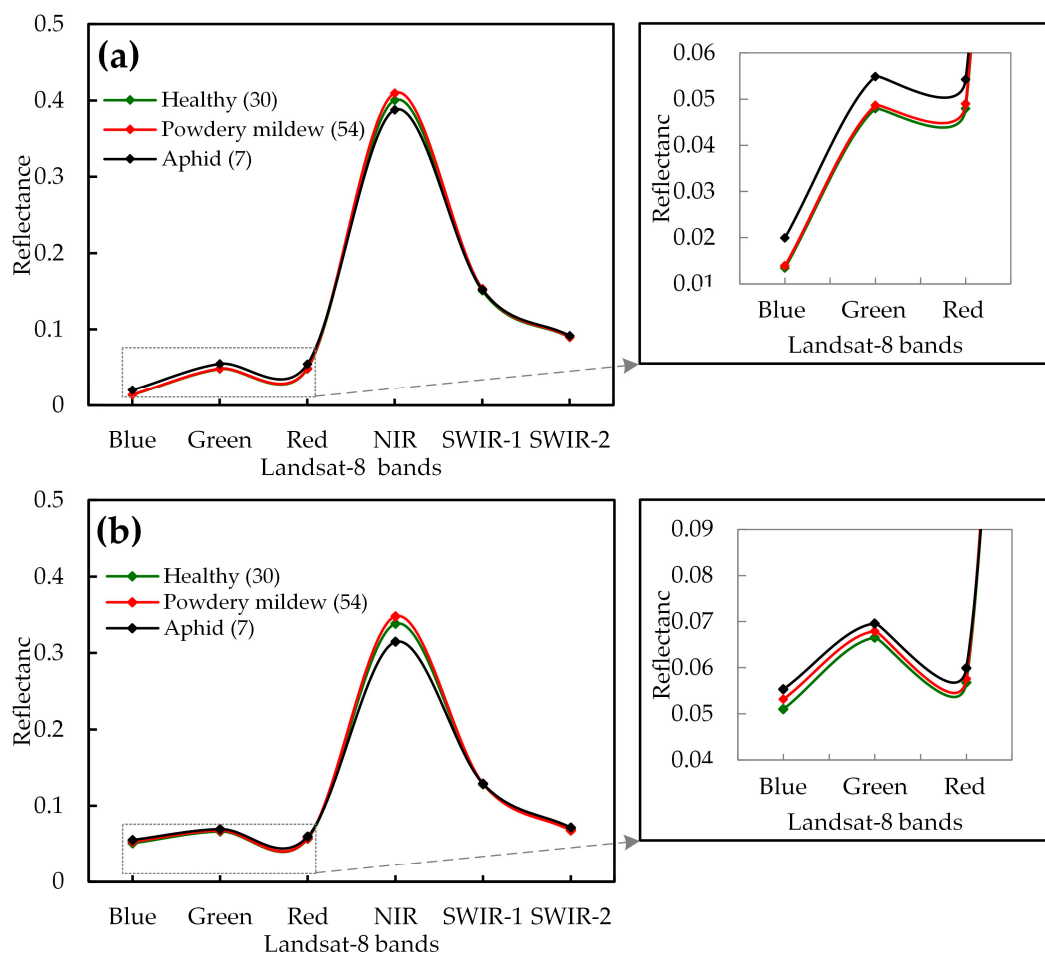 (a)
0.5
0.4
0.3
0.2
0.1
0
Reflectance
Healthy (30)
Powdery mildew (54)
Aphid (7)
Blue Green Red NIR SWIR-1 SWIR-2
Landsat-8 bands
0.06
0.05
0.04
0.03
0.02
0.01
Reflectanc
Blue Green Red
Landsat-8 bands
(b)
0.5
0.4
0.3
0.2
0.1
0
Reflectanc
Healthy (30)
Powdery mildew (54)
Aphid (7)
Blue Green Red NIR SWIR-1 SWIR-2
Landsat-8 bands
0.09
0.08
0.07
0.06
0.05
0.04
Reflectanc
Blue Green Red
Landsat-8 bands